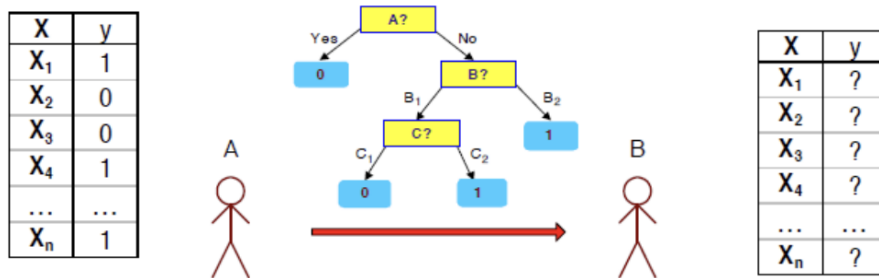 X y
X1 1
X2 0
X3 0
X4 1
... ...
Xn 1
A?
Yes No
0 B?
B1 B2
C? 1
C1 C2
0 1
A B
X y
X1 ?
X2 ?
X3 ?
X4 ?
... ...
Xn ?